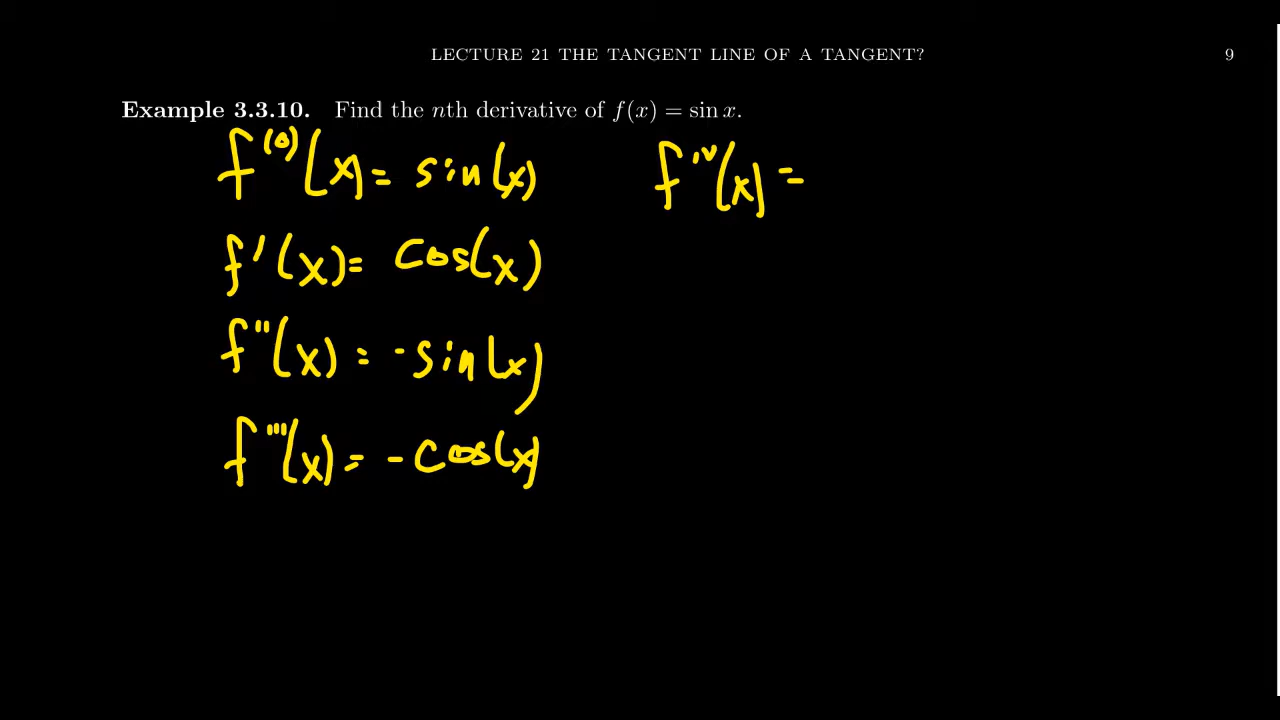 LECTURE 21 THE TANGENT LINE OF A TANGENT? 9
Example 3.3.10. Find the nth derivative of f(x) = sin x.
f⁽⁰⁾(x) = sin(x)
f'(x) = cos(x)
f''(x) = -sin(x)
f'''(x) = -cos(x)
f'ᵛ(x) =